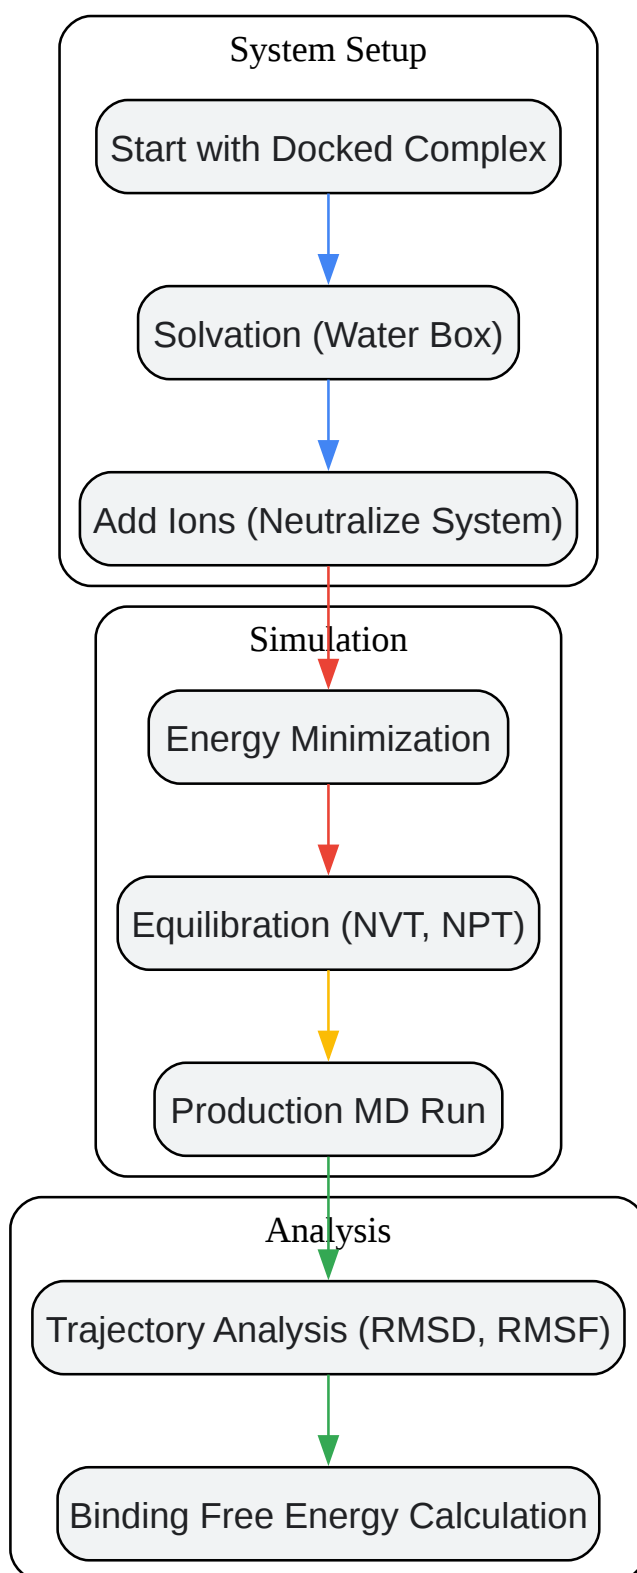 System Setup
Start with Docked Complex
Solvation (Water Box)
Add Ions (Neutralize System)
Simulation
Energy Minimization
Equilibration (NVT, NPT)
Production MD Run
Analysis
Trajectory Analysis (RMSD, RMSF)
Binding Free Energy Calculation